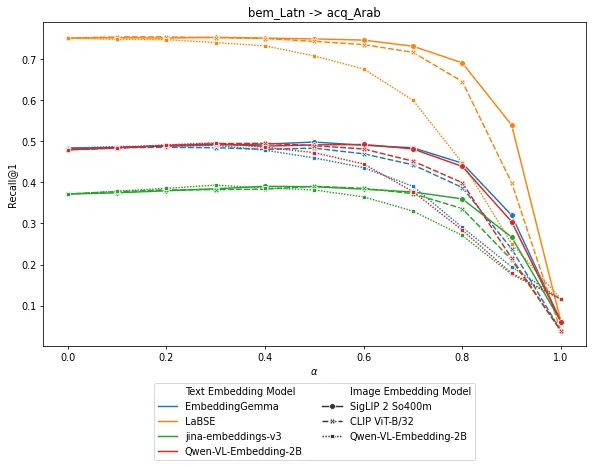 bem_Latn -> acq_Arab
Recall@1
0.7
0.6
0.5
0.4
0.3
0.2
0.1
0.0 0.2 0.4 0.6 0.8 1.0
α
Text Embedding Model Image Embedding Model
EmbeddingGemma SigLIP 2 So400m
LaBSE CLIP ViT-B/32
jina-embeddings-v3 Qwen-VL-Embedding-2B
Qwen-VL-Embedding-2B